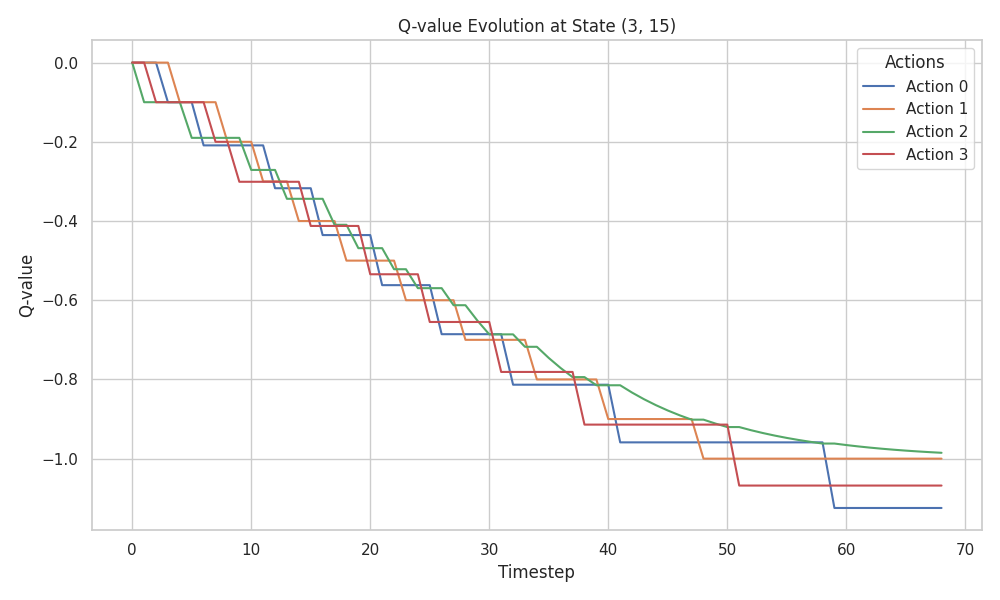 Q-value Evolution at State (3, 15)
Actions
Action 0
Action 1
Action 2
Action 3
Q-value
0.0
−0.2
−0.4
−0.6
−0.8
−1.0
0 10 20 30 40 50 60 70
Timestep